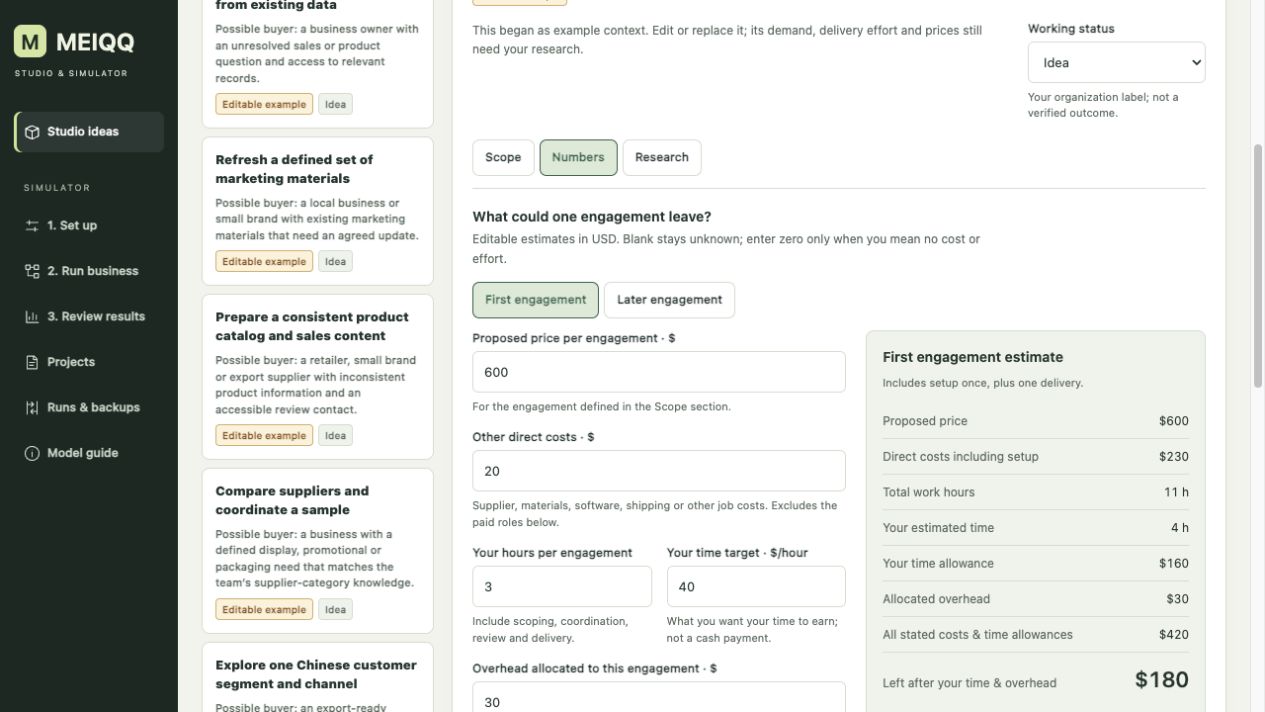 M MEIQQ
STUDIO & SIMULATOR
Studio ideas
SIMULATOR
1. Set up
2. Run business
3. Review results
Projects
Runs & backups
Model guide
from existing data
Possible buyer: a business owner with
an unresolved sales or product
question and access to relevant
records.
Editable example Idea
Refresh a defined set of
marketing materials
Possible buyer: a local business or
small brand with existing marketing
materials that need an agreed update.
Editable example Idea
Prepare a consistent product
catalog and sales content
Possible buyer: a retailer, small brand
or export supplier with inconsistent
product information and an
accessible review contact.
Editable example Idea
Compare suppliers and
coordinate a sample
Possible buyer: a business with a
defined display, promotional or
packaging need that matches the
team's supplier-category knowledge.
Editable example Idea
Explore one Chinese customer
segment and channel
Possible buyer: an export-ready
This began as example context. Edit or replace it; its demand, delivery effort and prices still
need your research.
Working status
Idea
Your organization label; not a
verified outcome.
Scope Numbers Research
What could one engagement leave?
Editable estimates in USD. Blank stays unknown; enter zero only when you mean no cost or
effort.
First engagement Later engagement
Proposed price per engagement · $
600
For the engagement defined in the Scope section.
Other direct costs · $
20
Supplier, materials, software, shipping or other job costs. Excludes the
paid roles below.
Your hours per engagement
3
Include scoping, coordination,
review and delivery.
Your time target · $/hour
40
What you want your time to earn;
not a cash payment.
Overhead allocated to this engagement · $
30
First engagement estimate
Includes setup once, plus one delivery.
Proposed price $600
Direct costs including setup $230
Total work hours 11 h
Your estimated time 4 h
Your time allowance $160
Allocated overhead $30
All stated costs & time allowances $420
Left after your time & overhead $180